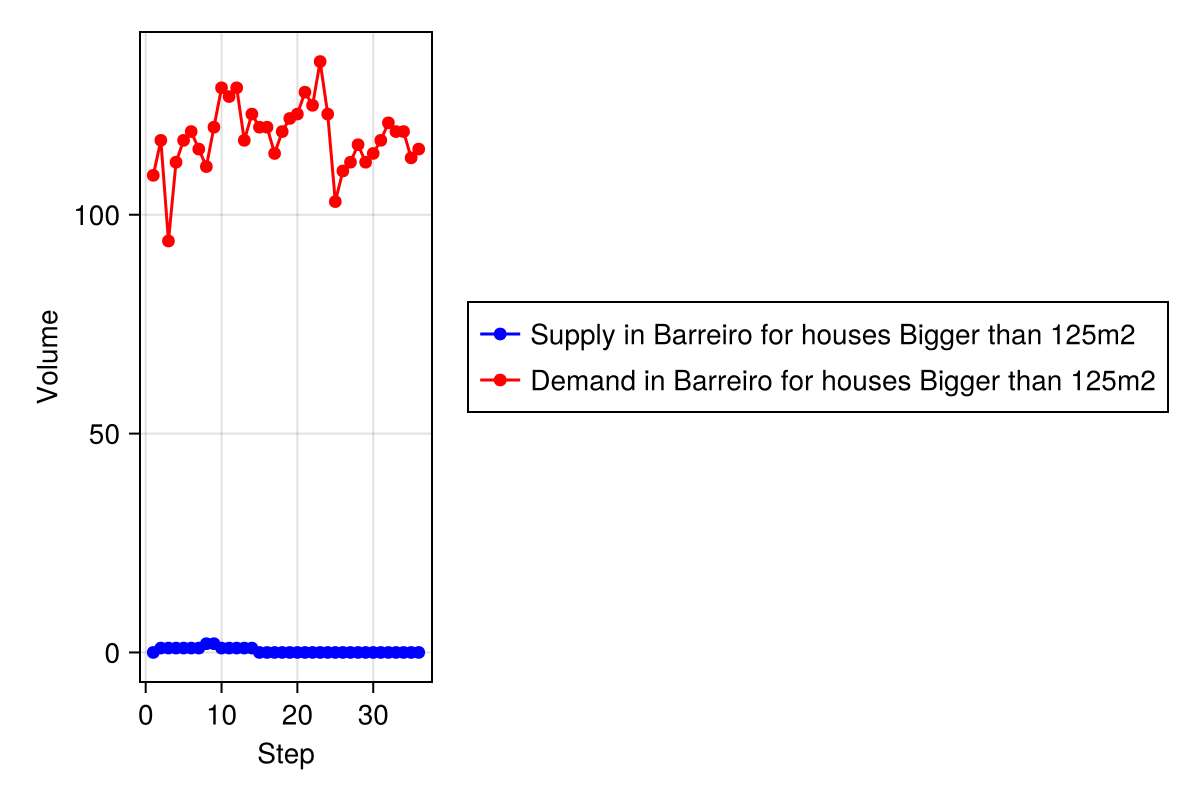 Volume
100
50
0
0 10 20 30
Step
Supply in Barreiro for houses Bigger than 125m2
Demand in Barreiro for houses Bigger than 125m2